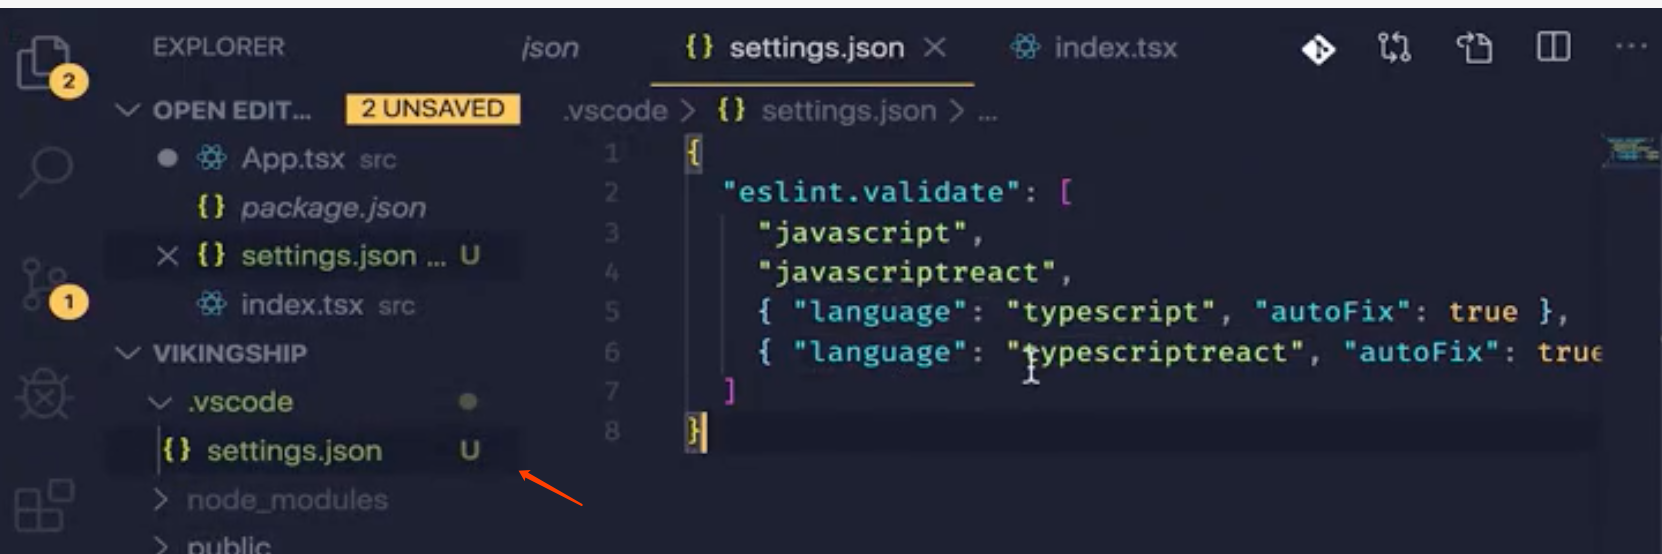 EXPLORER
json
{} settings.json
index.tsx
2
OPEN EDIT...
2 UNSAVED
.vscode > {} settings.json > ...
App.tsx src
{} package.json
{} settings.json ... U
index.tsx src
1
VIKINGSHIP
.vscode
{} settings.json U
node_modules
public
1 {
2 "eslint.validate": [
3 "javascript",
4 "javascriptreact",
5 { "language": "typescript", "autoFix": true },
6 { "language": "typescriptreact", "autoFix": true
7 ]
8 }